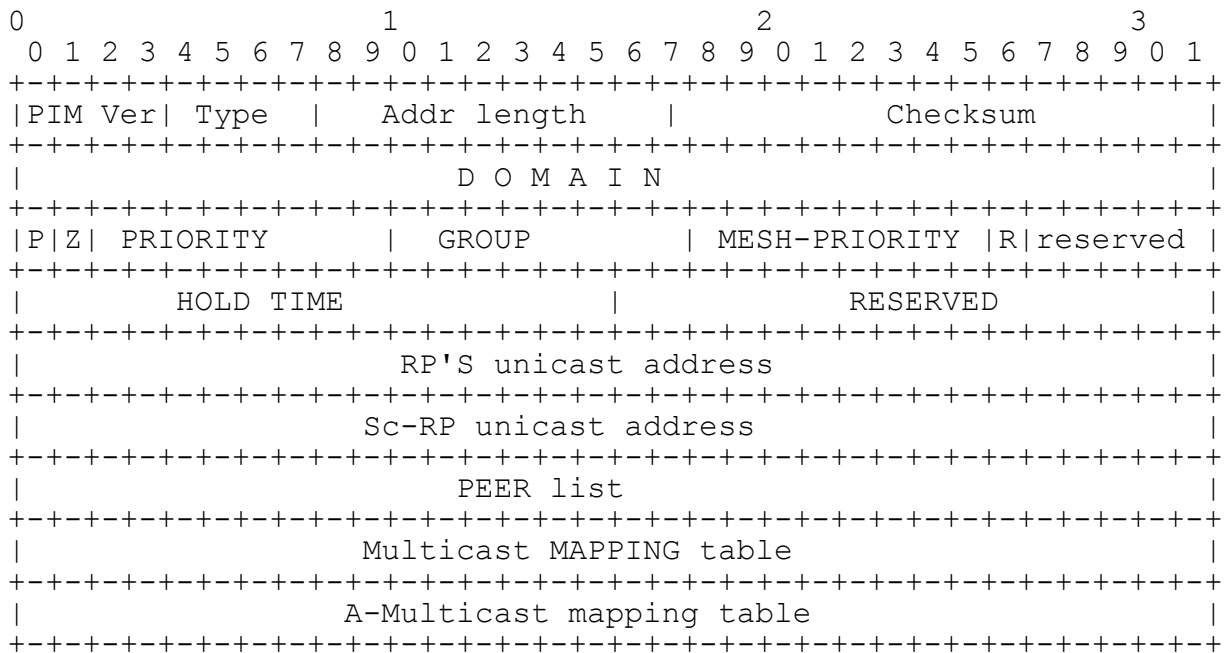 0                   1                   2                   3
 0 1 2 3 4 5 6 7 8 9 0 1 2 3 4 5 6 7 8 9 0 1 2 3 4 5 6 7 8 9 0 1
+-+-+-+-+-+-+-+-+-+-+-+-+-+-+-+-+-+-+-+-+-+-+-+-+-+-+-+-+-+-+-+-+
|PIM Ver| Type  |   Addr length    |           Checksum         |
+-+-+-+-+-+-+-+-+-+-+-+-+-+-+-+-+-+-+-+-+-+-+-+-+-+-+-+-+-+-+-+-+
|                       D O M A I N                             |
+-+-+-+-+-+-+-+-+-+-+-+-+-+-+-+-+-+-+-+-+-+-+-+-+-+-+-+-+-+-+-+-+
|P|Z| PRIORITY      |  GROUP        | MESH-PRIORITY |R|reserved |
+-+-+-+-+-+-+-+-+-+-+-+-+-+-+-+-+-+-+-+-+-+-+-+-+-+-+-+-+-+-+-+-+
|        HOLD TIME              |            RESERVED           |
+-+-+-+-+-+-+-+-+-+-+-+-+-+-+-+-+-+-+-+-+-+-+-+-+-+-+-+-+-+-+-+-+
|                    RP'S unicast address                       |
+-+-+-+-+-+-+-+-+-+-+-+-+-+-+-+-+-+-+-+-+-+-+-+-+-+-+-+-+-+-+-+-+
|                  Sc-RP unicast address                        |
+-+-+-+-+-+-+-+-+-+-+-+-+-+-+-+-+-+-+-+-+-+-+-+-+-+-+-+-+-+-+-+-+
|                       PEER list                               |
+-+-+-+-+-+-+-+-+-+-+-+-+-+-+-+-+-+-+-+-+-+-+-+-+-+-+-+-+-+-+-+-+
|                  Multicast MAPPING table                      |
+-+-+-+-+-+-+-+-+-+-+-+-+-+-+-+-+-+-+-+-+-+-+-+-+-+-+-+-+-+-+-+-+
|                 A-Multicast mapping table                     |
+-+-+-+-+-+-+-+-+-+-+-+-+-+-+-+-+-+-+-+-+-+-+-+-+-+-+-+-+-+-+-+-+